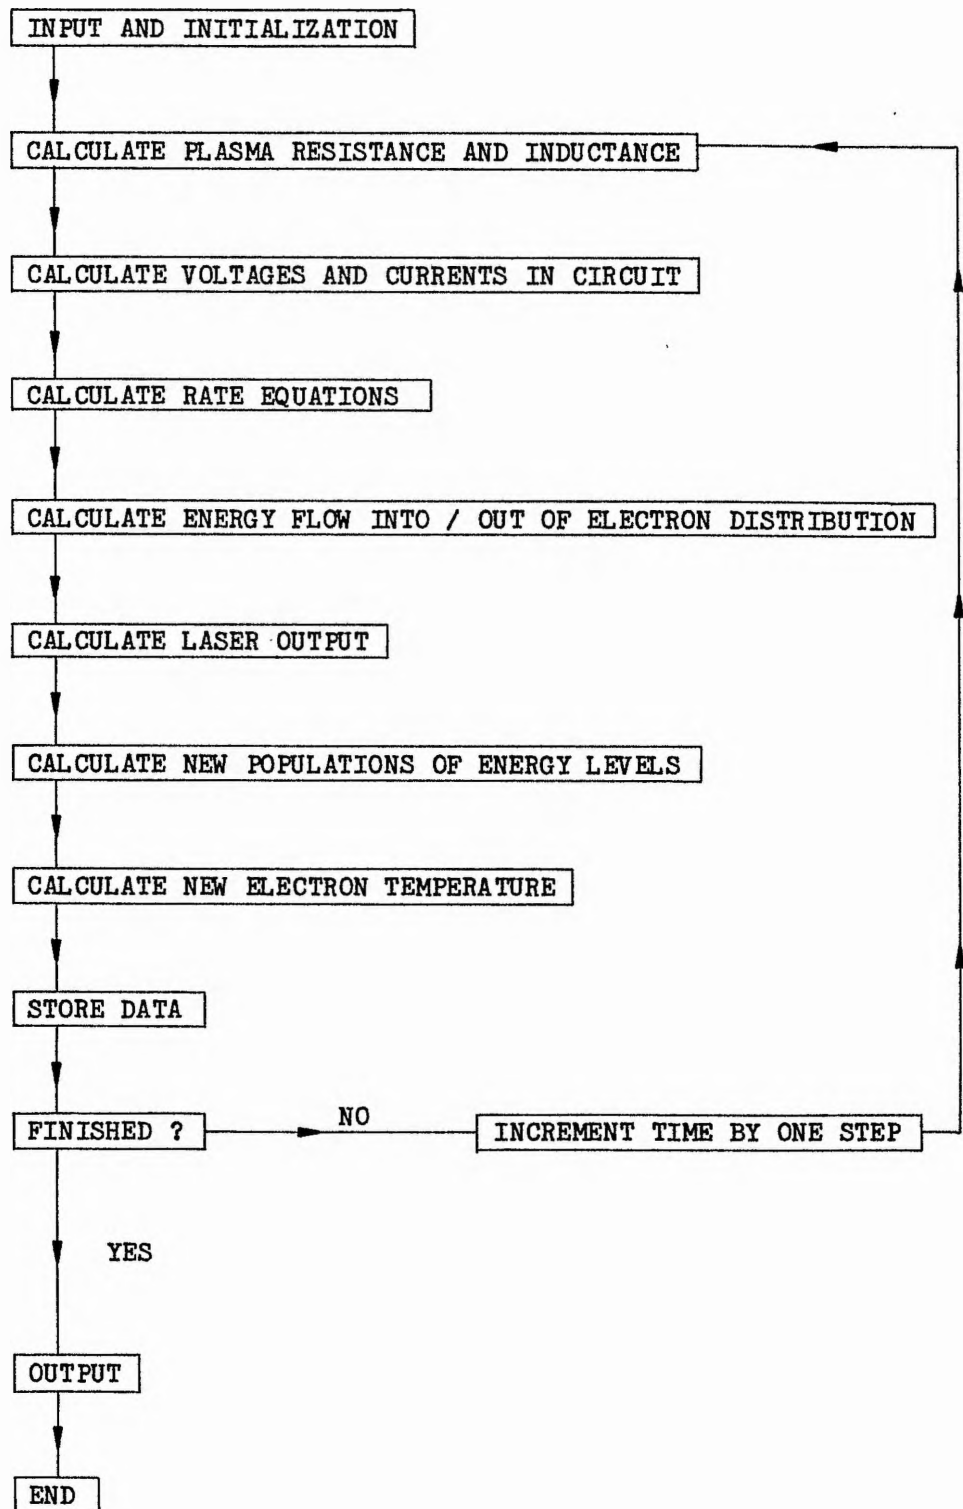 INPUT AND INITIALIZATION
CALCULATE PLASMA RESISTANCE AND INDUCTANCE
CALCULATE VOLTAGES AND CURRENTS IN CIRCUIT
CALCULATE RATE EQUATIONS
CALCULATE ENERGY FLOW INTO / OUT OF ELECTRON DISTRIBUTION
CALCULATE LASER OUTPUT
CALCULATE NEW POPULATIONS OF ENERGY LEVELS
CALCULATE NEW ELECTRON TEMPERATURE
STORE DATA
FINISHED ?
NO
INCREMENT TIME BY ONE STEP
YES
OUTPUT
END